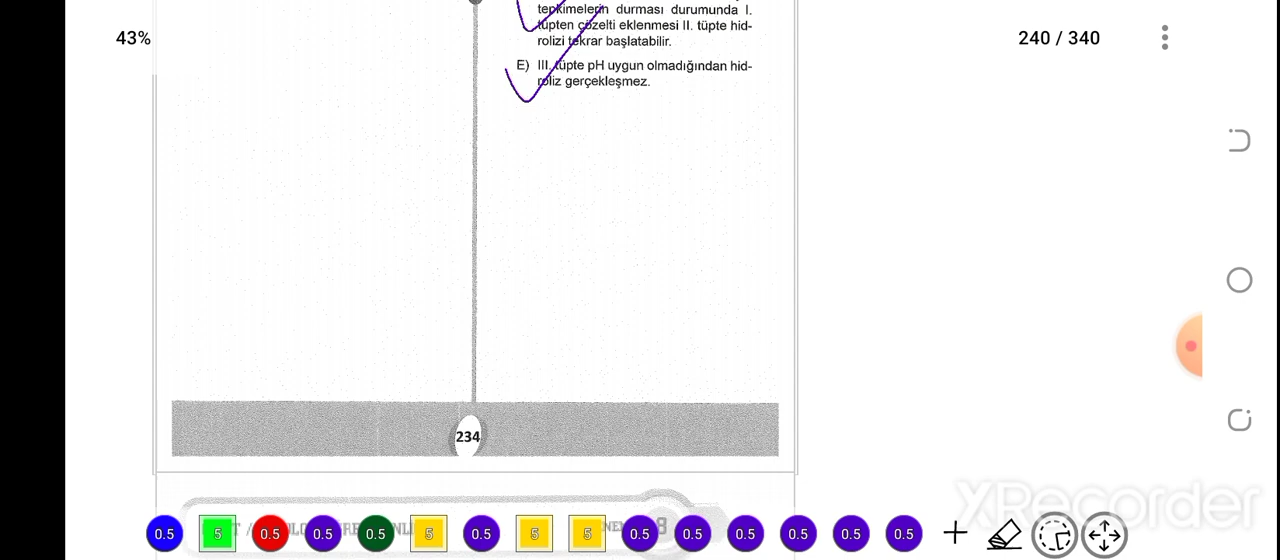 43%
240 / 340
tepkimelerin durması durumunda I.
tüpten çözelti eklenmesi II. tüpte hid-
rolizi tekrar başlatabilir.
E) III. tüpte pH uygun olmadığından hid-
roliz gerçekleşmez.
234
XRecorder
8
0.5 5 0.5 0.5 0.5 5 0.5 5 5 0.5 0.5 0.5 0.5 0.5 0.5